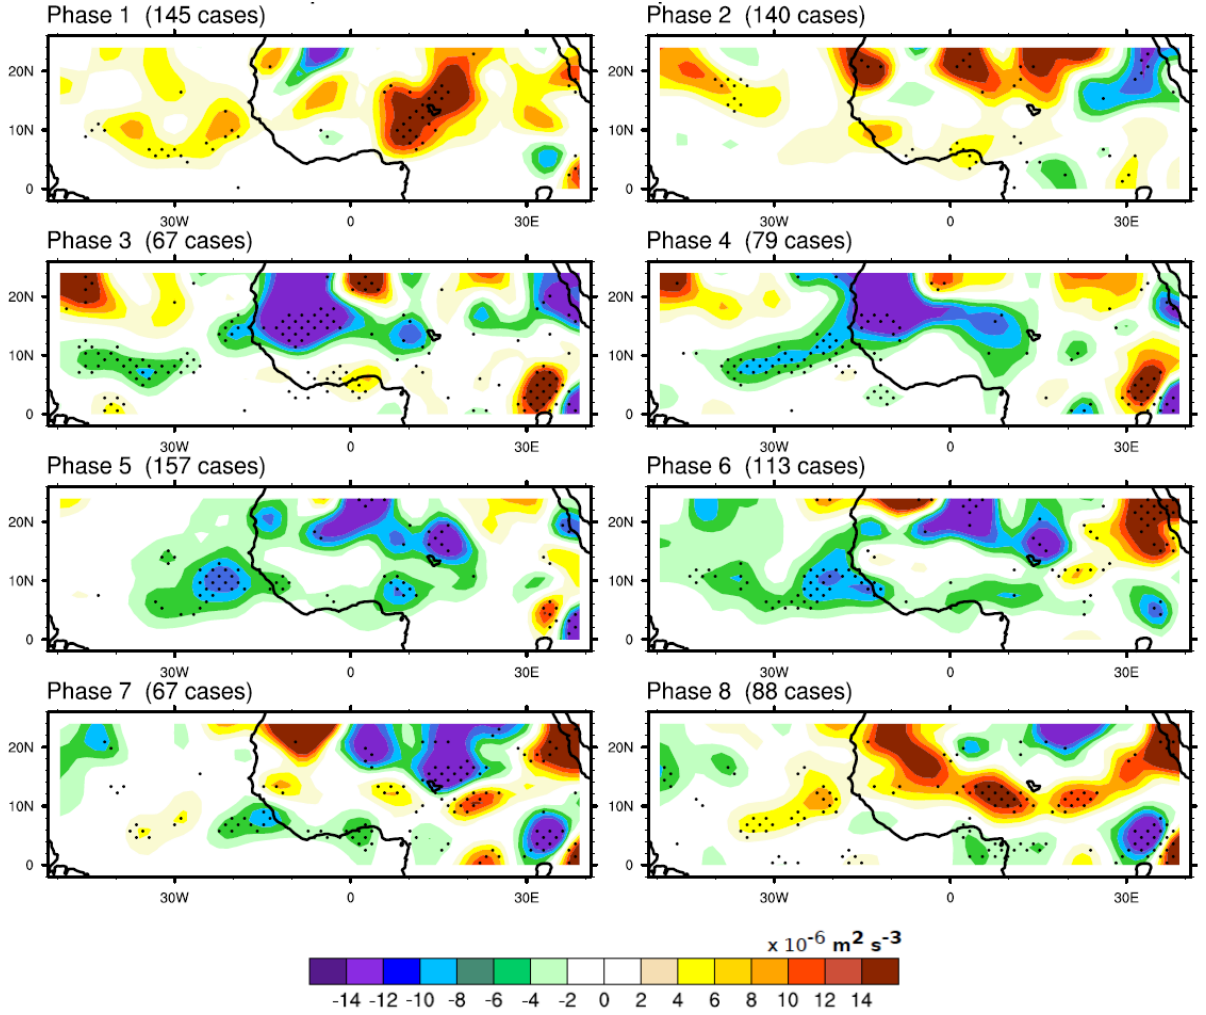 Phase 1 (145 cases)
Phase 2 (140 cases)
20N
10N
0
30W
0
30E
20N
10N
0
30W
0
30E
Phase 3 (67 cases)
Phase 4 (79 cases)
20N
10N
0
30W
0
30E
20N
10N
0
30W
0
30E
Phase 5 (157 cases)
Phase 6 (113 cases)
20N
10N
0
30W
0
30E
20N
10N
0
30W
0
30E
Phase 7 (67 cases)
Phase 8 (88 cases)
20N
10N
0
30W
0
30E
20N
10N
0
30W
0
30E
x 10⁻⁶ m² s⁻³
-14 -12 -10 -8 -6 -4 -2 0 2 4 6 8 10 12 14